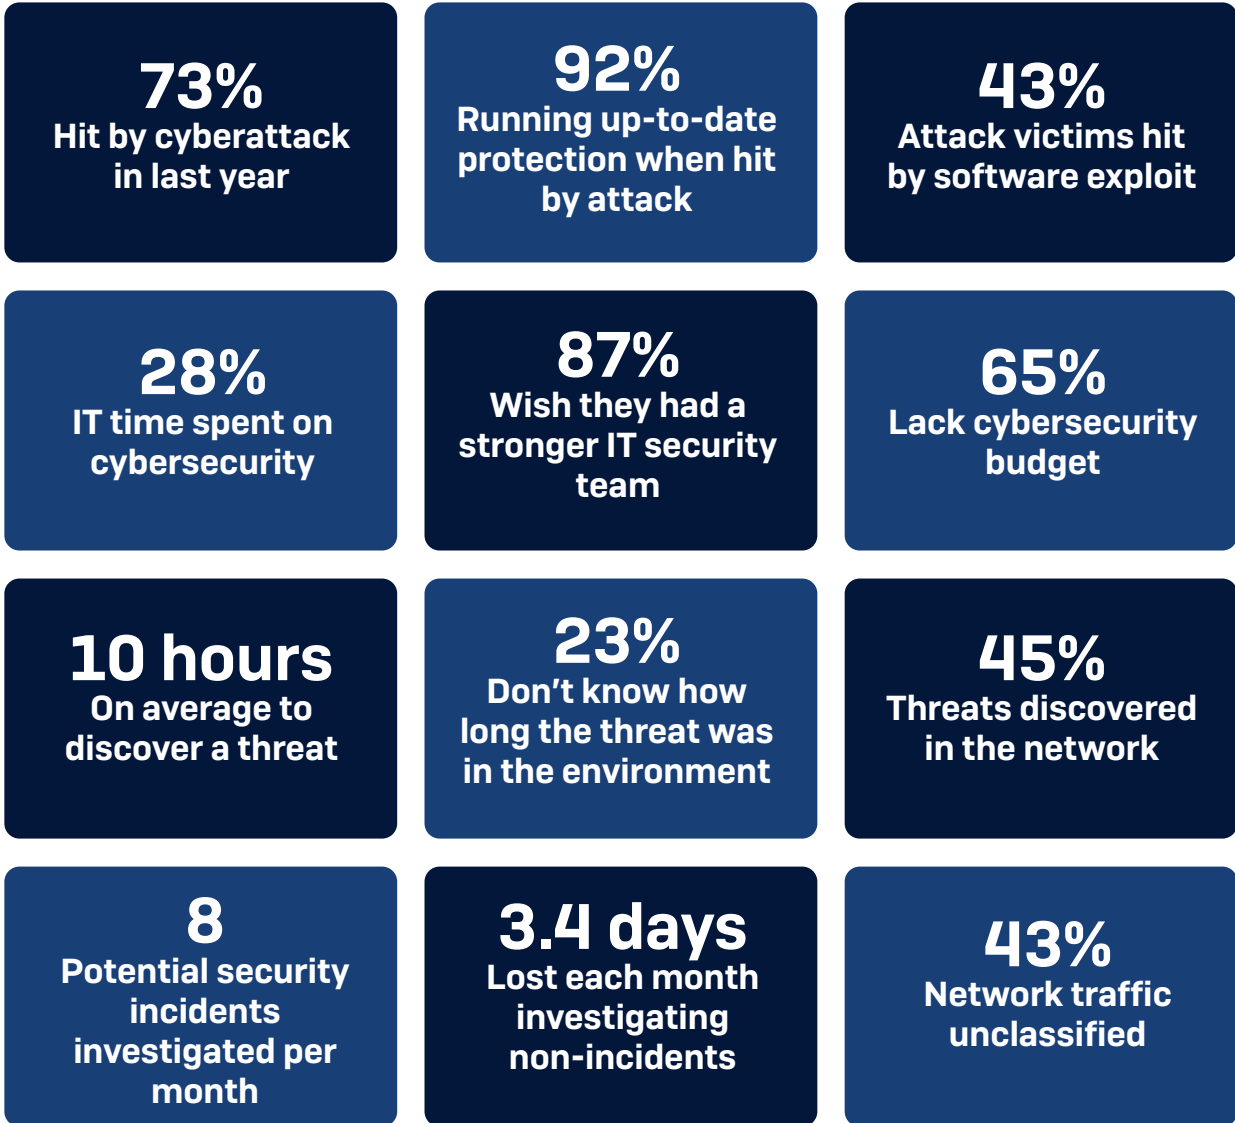 73%
Hit by cyberattack
in last year
92%
Running up-to-date
protection when hit
by attack
43%
Attack victims hit
by software exploit
28%
IT time spent on
cybersecurity
87%
Wish they had a
stronger IT security
team
65%
Lack cybersecurity
budget
10 hours
On average to
discover a threat
23%
Don’t know how
long the threat was
in the environment
45%
Threats discovered
in the network
8
Potential security
incidents
investigated per
month
3.4 days
Lost each month
investigating
non-incidents
43%
Network traffic
unclassified